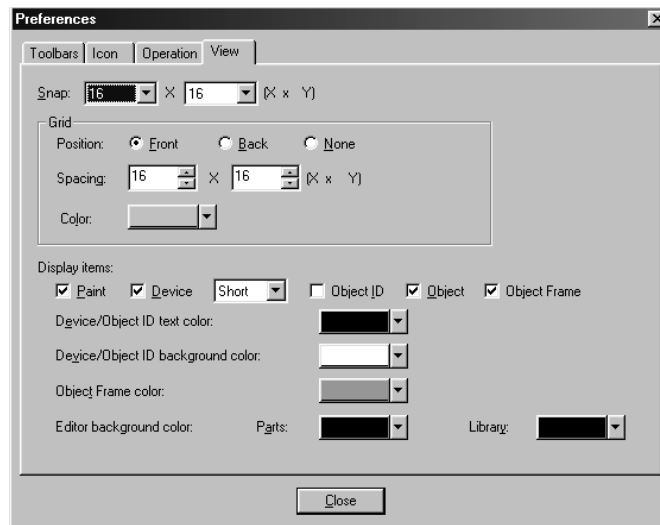 Preferences
Toolbars Icon Operation View
Snap: 16 X 16 (X x Y)
Grid
Position: Front Back None
Spacing: 16 X 16 (X x Y)
Color:
Display items:
Paint Device Short Object ID Object Object Frame
Device/Object ID text color:
Device/Object ID background color:
Object Frame color:
Editor background color: Parts: Library:
Close